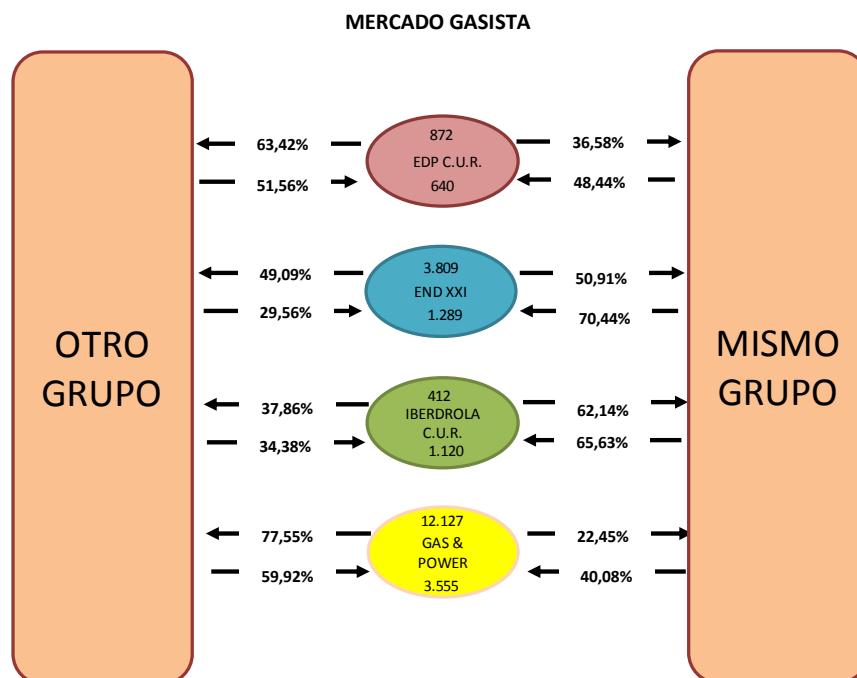 MERCADO GASISTA
OTRO
GRUPO
63,42%
872
EDP C.U.R.
640
36,58%
51,56%
48,44%
49,09%
3.809
END XXI
1.289
50,91%
29,56%
70,44%
37,86%
412
IBERDROLA
C.U.R.
1.120
62,14%
34,38%
65,63%
77,55%
12.127
GAS &
POWER
3.555
22,45%
59,92%
40,08%
MISMO
GRUPO